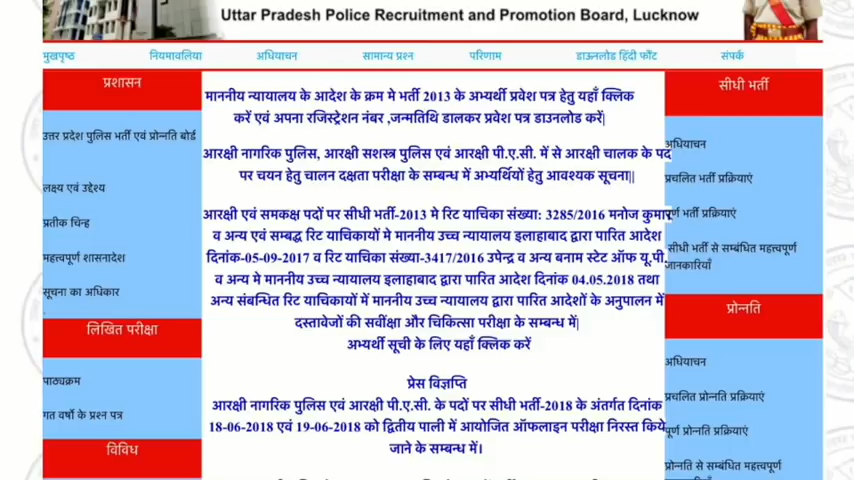 Uttar Pradesh Police Recruitment and Promotion Board, Lucknow
मुखपृष्ठ नियमावलिया अधियाचन सामान्य प्रश्न परिणाम डाऊनलोड हिंदी फौंट संपर्क
प्रशासन
उत्तर प्रदेश पुलिस भर्ती एवं प्रोन्नति बोर्ड
लक्ष्य एवं उद्देश्य
प्रतीक चिन्ह
महत्वपूर्ण शासनादेश
सूचना का अधिकार
लिखित परीक्षा
पाठ्यक्रम
गत वर्षो के प्रश्न पत्र
विविध
माननीय न्यायालय के आदेश के क्रम मे भर्ती 2013 के अभ्यर्थी प्रवेश पत्र हेतु यहाँ क्लिक
करें एवं अपना रजिस्ट्रेशन नंबर ,जन्मतिथि डालकर प्रवेश पत्र डाउनलोड करें|
आरक्षी नागरिक पुलिस, आरक्षी सशस्त्र पुलिस एवं आरक्षी पी.ए.सी. में से आरक्षी चालक के पद
पर चयन हेतु चालन दक्षता परीक्षा के सम्बन्ध में अभ्यर्थियों हेतु आवश्यक सूचना||
आरक्षी एवं समकक्ष पदों पर सीधी भर्ती-2013 मे रिट याचिका संख्या: 3285/2016 मनोज कुमार
व अन्य एवं सम्बद्ध रिट याचिकायों मे माननीय उच्च न्यायालय इलाहाबाद द्वारा पारित आदेश
दिनांक-05-09-2017 व रिट याचिका संख्या-3417/2016 उपेन्द्र व अन्य बनाम स्टेट ऑफ यू.पी.
व अन्य मे माननीय उच्च न्यायालय इलाहाबाद द्वारा पारित आदेश दिनांक 04.05.2018 तथा
अन्य संबन्धित रिट याचिकायों में माननीय उच्च न्यायालय द्वारा पारित आदेशों के अनुपालन में
दस्तावेजों की सवींक्षा और चिकित्सा परीक्षा के सम्बन्ध में|
अभ्यर्थी सूची के लिए यहाँ क्लिक करें
प्रेस विज्ञप्ति
आरक्षी नागरिक पुलिस एवं आरक्षी पी.ए.सी. के पदों पर सीधी भर्ती-2018 के अंतर्गत दिनांक
18-06-2018 एवं 19-06-2018 को द्वितीय पाली में आयोजित ऑफलाइन परीक्षा निरस्त किये
जाने के सम्बन्ध में।
सीधी भर्ती
अधियाचन
प्रचलित भर्ती प्रक्रियाएं
पूर्ण भर्ती प्रक्रियाएं
सीधी भर्ती से सम्बंधित महत्वपूर्ण
जानकारियाँ
प्रोन्नति
अधियाचन
प्रचलित प्रोन्नति प्रक्रियाएं
पूर्ण प्रोन्नति प्रक्रियाएं
प्रोन्नति से सम्बंधित महत्वपूर्ण